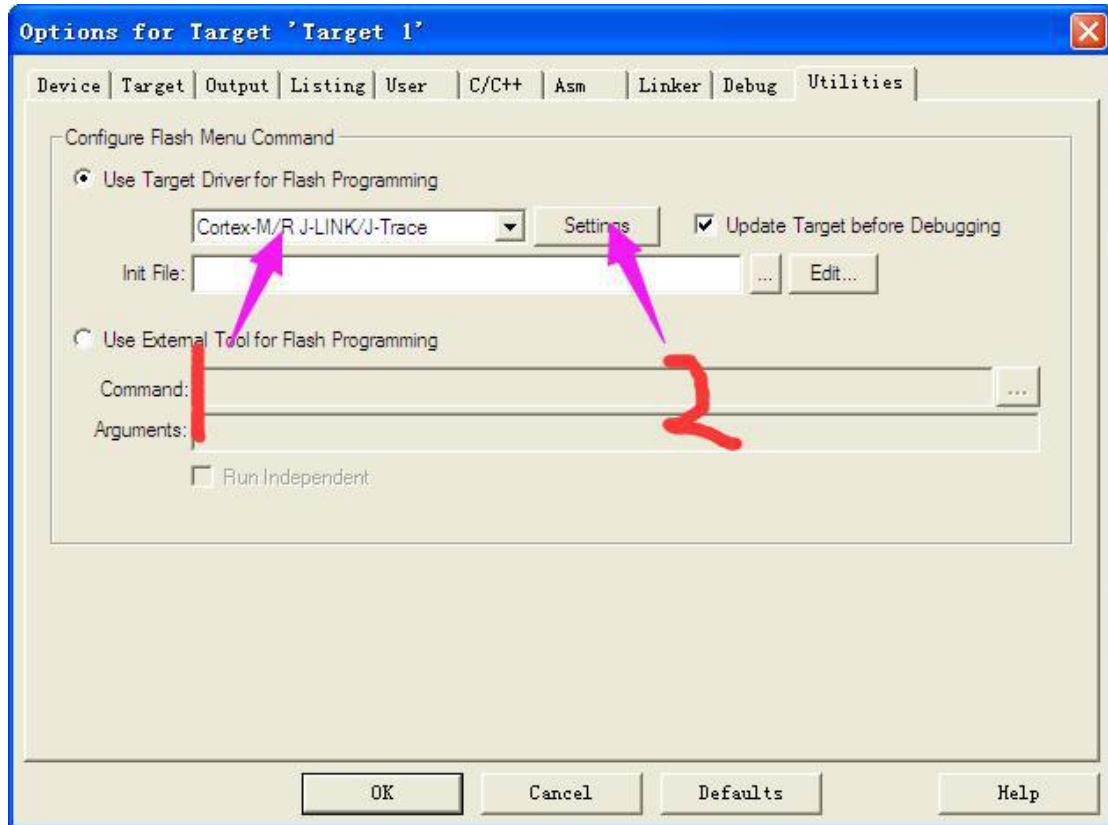 Options for Target 'Target 1'
Device Target Output Listing User C/C++ Asm Linker Debug Utilities
Configure Flash Menu Command
Use Target Driver for Flash Programming
Cortex-M/R J-LINK/J-Trace Settings Update Target before Debugging
Init File: ... Edit...
Use External Tool for Flash Programming
1 2
Command: ...
Arguments:
Run Independent
OK Cancel Defaults Help